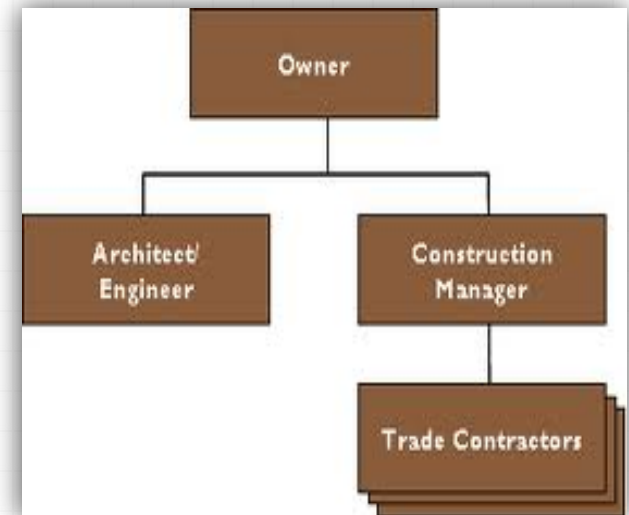 Owner
Architect/
Engineer
Construction
Manager
Trade Contractors